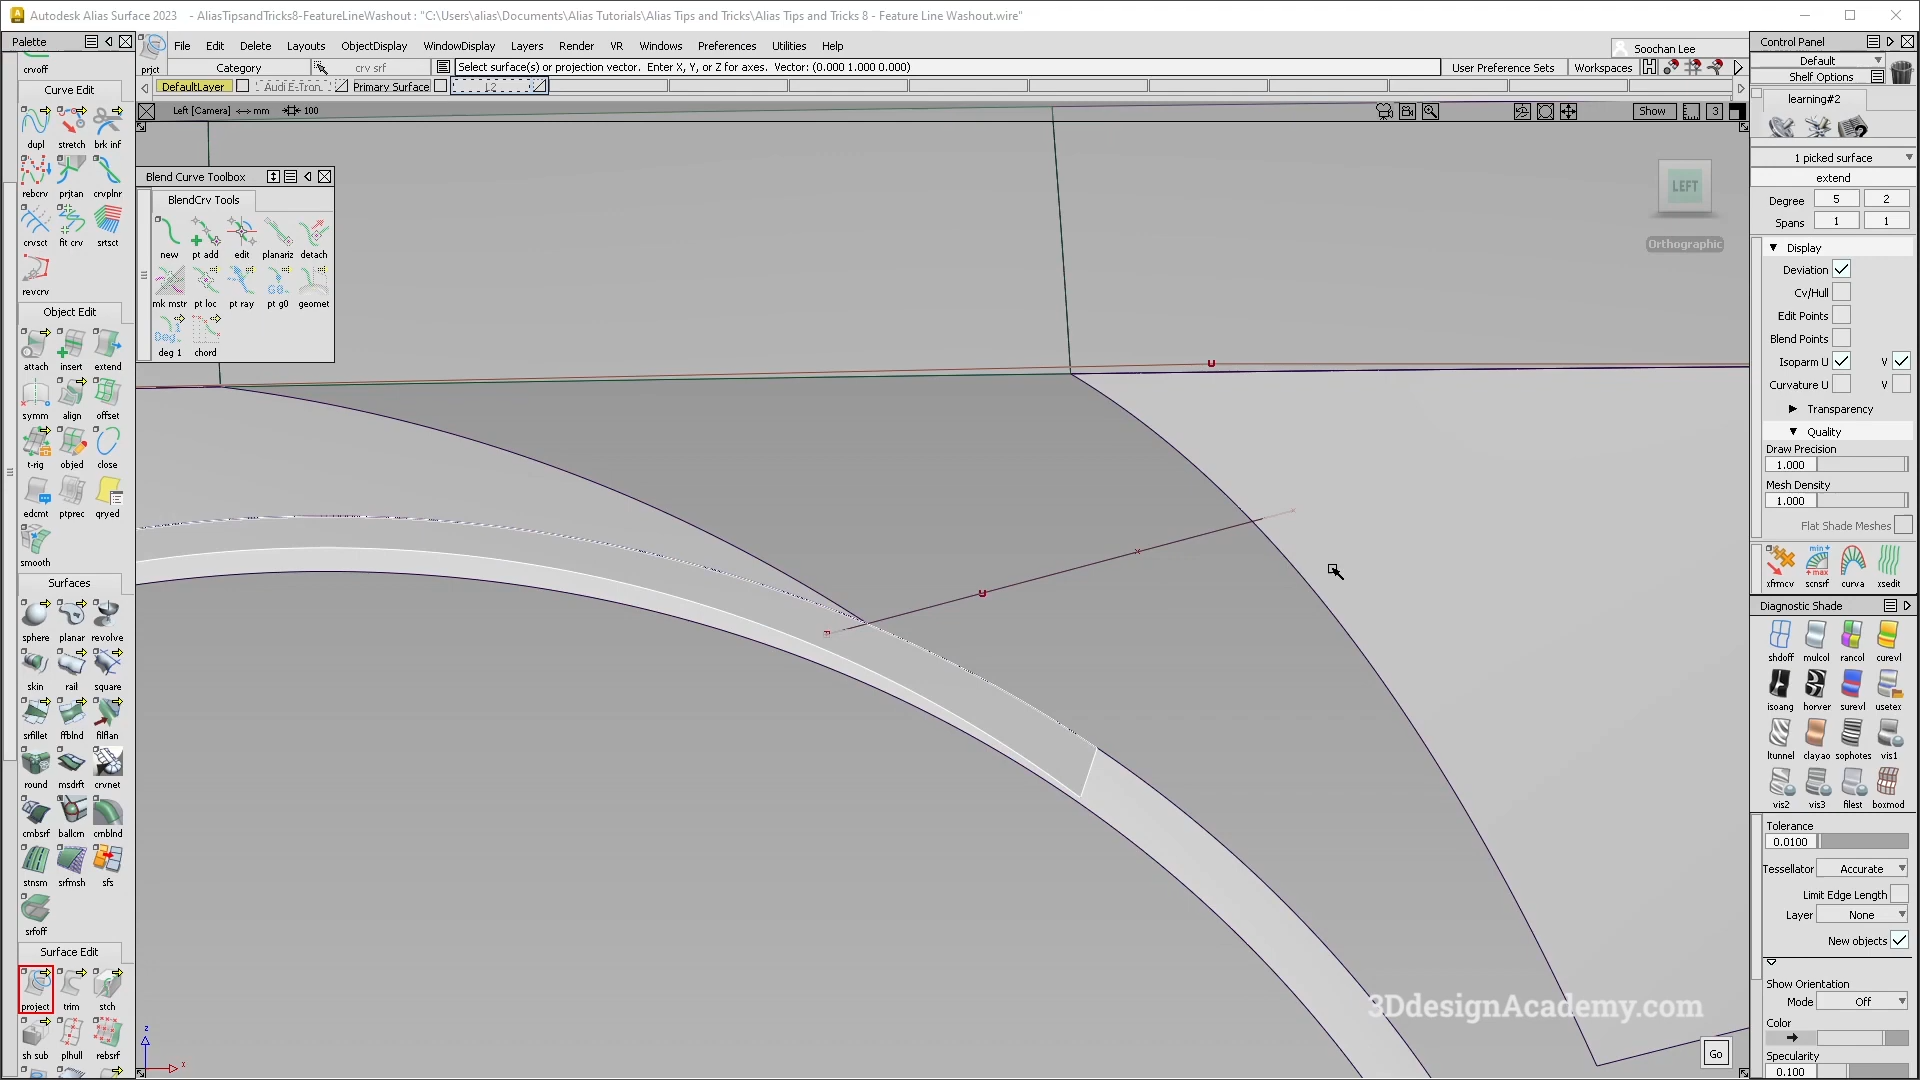 Autodesk Alias Surface 2023 - AliasTipsandTricks8-FeatureLineWashout : "C:\Users\alias\Documents\Alias Tutorials\Alias Tips and Tricks\Alias Tips and Tricks 8 - Feature Line Washout.wire"
Palette
File Edit Delete Layouts ObjectDisplay WindowDisplay Layers Render VR Windows Preferences Utilities Help
Soochan Lee
Control Panel
prjct
Category
crv srf
Select surface(s) or projection vector. Enter X, Y, or Z for axes. Vector: (0.000 1.000 0.000)
User Preference Sets
Workspaces
Default
Shelf Options
DefaultLayer
Audi E-Tron
Primary Surface
L2
learning#2
Left [Camera] mm 100
Show
3
crvoff
Curve Edit
dupl stretch brk inf
rebcrv prjtan crvplnr
crvsct fit crv srtsct
revcrv
Object Edit
attach insert extend
symm align offset
t-rig objed close
edcmt ptprec qryed
smooth
Surfaces
sphere planar revolve
skin rail square
srfillet ffblnd filflan
round msdrft crvnet
cmbsrf ballcrn crnblnd
stnsm srfmsh sfs
srfoff
Surface Edit
project trim stch
sh sub plhull rebsrf
Blend Curve Toolbox
BlendCrv Tools
new pt add edit planariz detach
mk mstr pt loc pt ray pt g0 geomet
deg 1 chord
LEFT
Orthographic
U
U
z
x
3DdesignAcademy.com
Go
1 picked surface
extend
Degree 5 2
Spans 1 1
Display
Deviation
Cv/Hull
Edit Points
Blend Points
Isoparm U V
Curvature U V
Transparency
Quality
Draw Precision
1.000
Mesh Density
1.000
Flat Shade Meshes
xfrmcv scnsrf curva xsedit
Diagnostic Shade
shdoff mulcol rancol curevl
isoang horver surevl usetex
ltunnel clayao sophotes vis1
vis2 vis3 filest boxmod
Tolerance
0.0100
Tessellator Accurate
Limit Edge Length
Layer None
New objects
Show Orientation
Mode Off
Color
Specularity
0.100